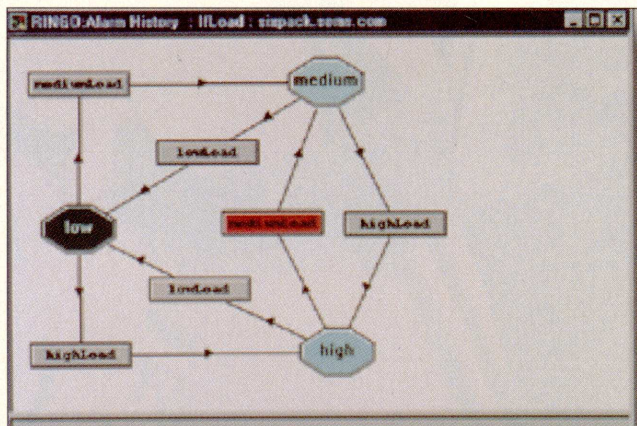 RINGO:Alarm History : IfLoad : sixpack.sems.com
mediumLoad
medium
lowLoad
low
mediumLoad
highLoad
lowLoad
highLoad
high